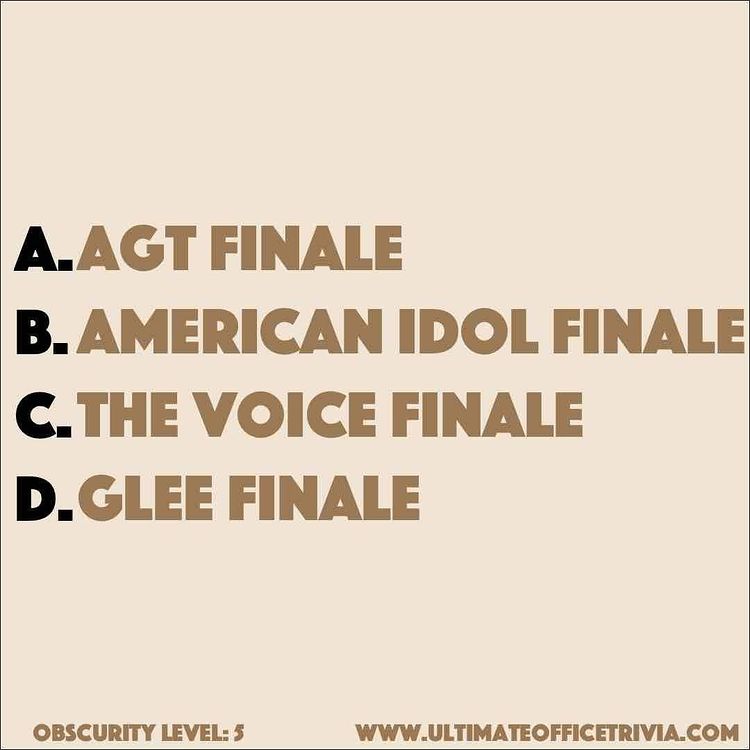 A. AGT FINALE
B. AMERICAN IDOL FINALE
C. THE VOICE FINALE
D. GLEE FINALE
OBSCURITY LEVEL: 5 WWW.ULTIMATEOFFICETRIVIA.COM